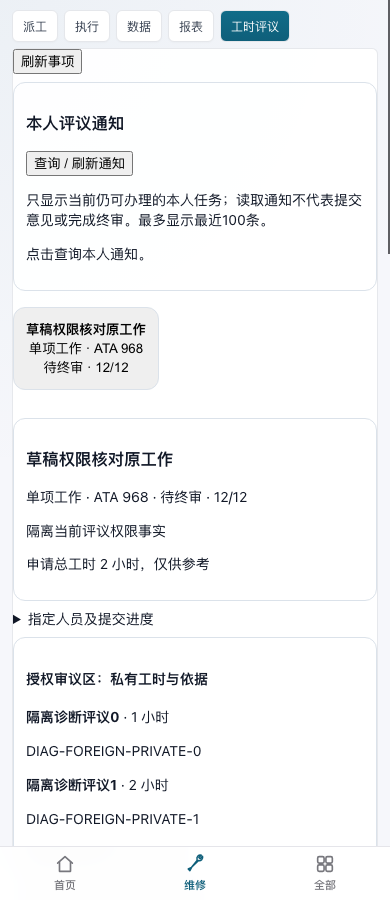 派工 执行 数据 报表 工时评议
刷新事项
本人评议通知
查询 / 刷新通知
只显示当前仍可办理的本人任务；读取通知不代表提交
意见或完成终审。最多显示最近100条。
点击查询本人通知。
草稿权限核对原工作
单项工作 · ATA 968
待终审 · 12/12
草稿权限核对原工作
单项工作 · ATA 968 · 待终审 · 12/12
隔离当前评议权限事实
申请总工时 2 小时，仅供参考
指定人员及提交进度
授权审议区：私有工时与依据
隔离诊断评议0 · 1 小时
DIAG-FOREIGN-PRIVATE-0
隔离诊断评议1 · 2 小时
DIAG-FOREIGN-PRIVATE-1
首页 维修 全部